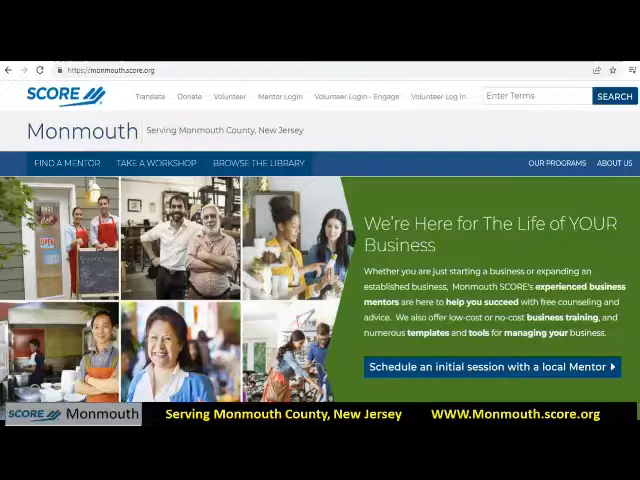 https://monmouth.score.org
SCORE
Translate Donate Volunteer Mentor Login Volunteer Login - Engage Volunteer Log In Enter Terms SEARCH
Monmouth Serving Monmouth County, New Jersey
FIND A MENTOR TAKE A WORKSHOP BROWSE THE LIBRARY OUR PROGRAMS ABOUT US
OPEN
We're Here for The Life of YOUR
Business
Whether you are just starting a business or expanding an
established business, Monmouth SCORE's experienced business
mentors are here to help you succeed with free counseling and
advice. We also offer low-cost or no-cost business training, and
numerous templates and tools for managing your business.
Schedule an initial session with a local Mentor
SCORE Monmouth Serving Monmouth County, New Jersey WWW.Monmouth.score.org